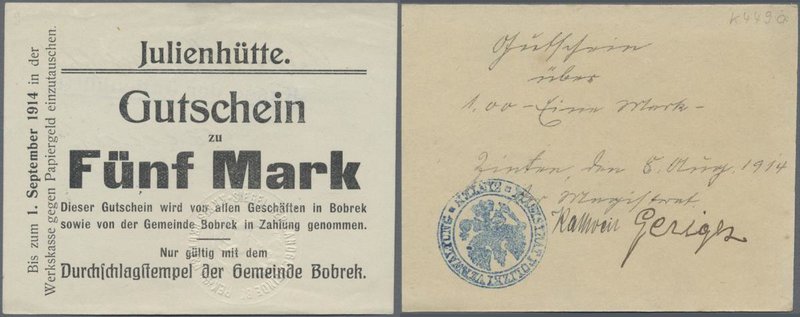 Julienhütte.
Gutschein
zu
Fünf Mark
Dieser Gutschein wird von allen Geschäften in Bobrek
sowie von der Gemeinde Bobrek in Zahlung genommen.
Nur gültig mit dem
Durchschlagstempel der Gemeinde Bobrek.
Bis zum 1. September 1914 in der
Werkskasse gegen Papiergeld einzutauschen.
K449a
Gutschein
über
1.00 - Eine Mark -
Zinten, den 8. Aug. 1914
Magistrat